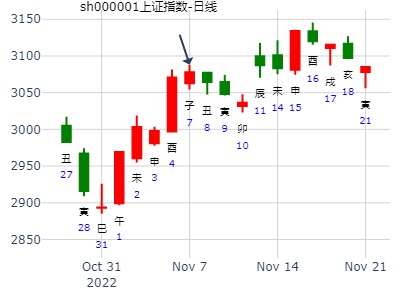 sh000001上证指数-日线
3150
3100
3050
3000
2950
2900
2850
丑
27
寅
28
巳
31
午
1
未
2
申
3
酉
4
子
7
丑
8
寅
9
卯
10
辰
11
未
14
申
15
酉
16
戌
17
亥
18
寅
21
Oct 31
2022
Nov 7
Nov 14
Nov 21